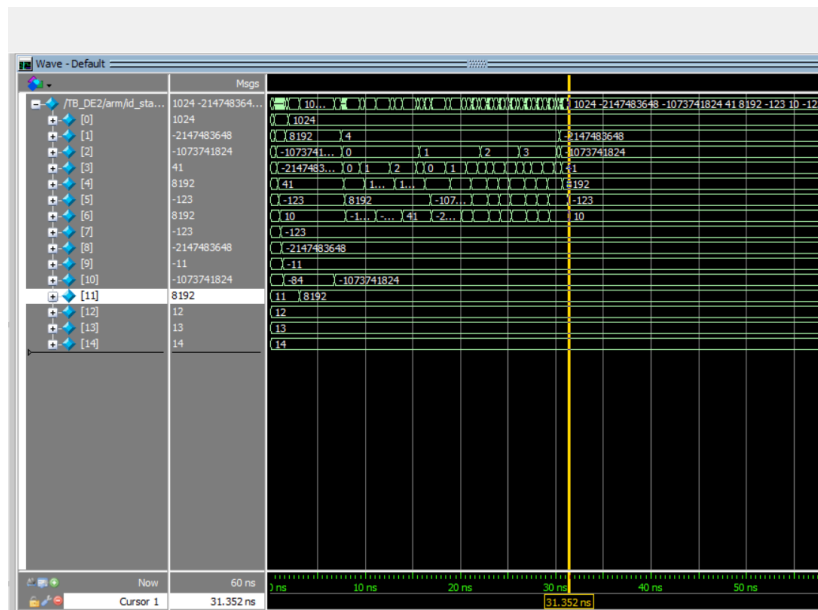 Wave - Default
Msgs
/TB_DE2/arm/id_sta... 1024 -214748364... 10... 1024 -2147483648 -1073741824 41 8192 -123 10 -12
[0] 1024 1024
[1] -2147483648 8192 4 -2147483648
[2] -1073741824 -1073741... 0 1 2 3 -1073741824
[3] 41 -2147483... 0 1 2 0 1
[4] 8192 41 1... 1... 8192
[5] -123 -123 8192 -107... -123
[6] 8192 10 -1... -... 41 -2... 10
[7] -123 -123
[8] -2147483648 -2147483648
[9] -11 -11
[10] -1073741824 -84 -1073741824
[11] 8192 11 8192
[12] 12 12
[13] 13 13
[14] 14 14
Now 60 ns 10 ns 20 ns 30 ns 40 ns 50 ns
Cursor 1 31.352 ns 31.352 ns